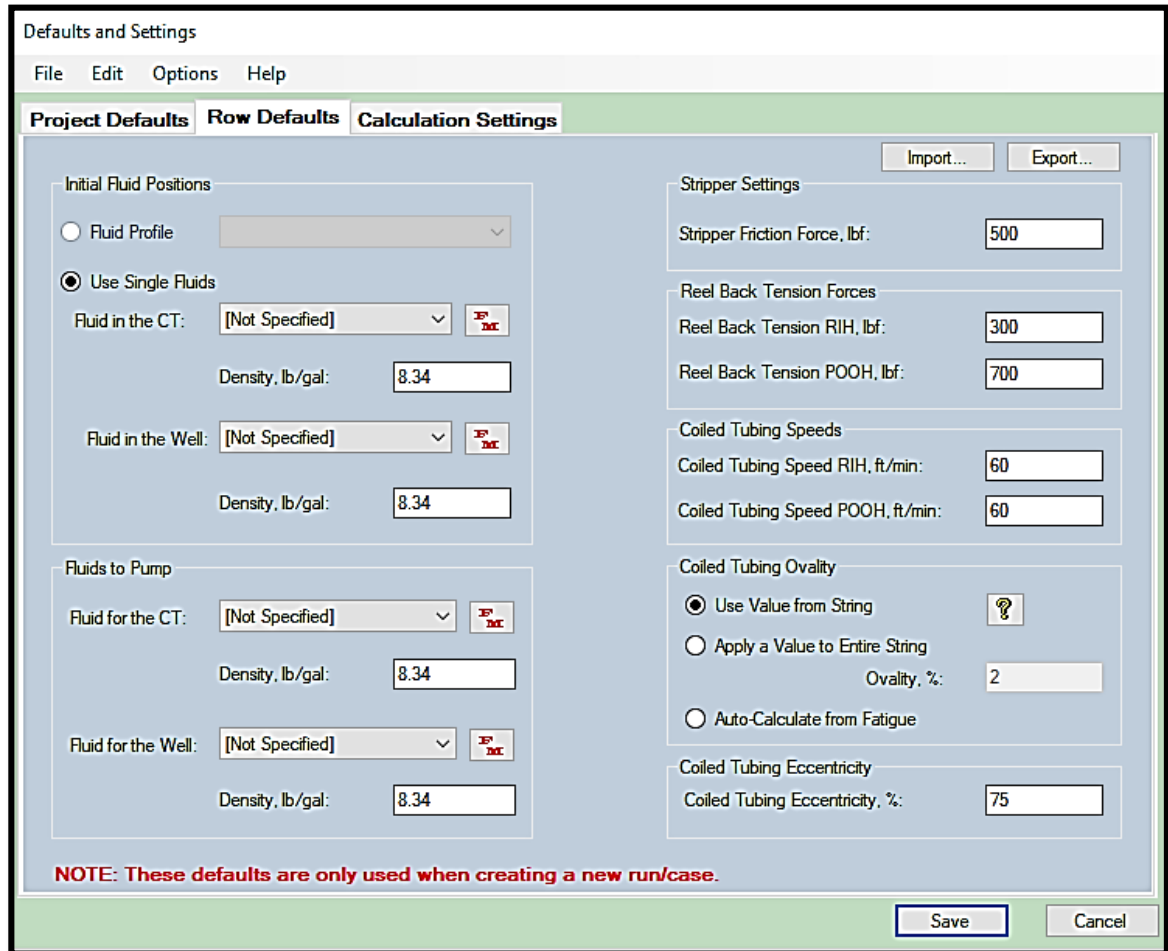 Defaults and Settings
File Edit Options Help
Project Defaults Row Defaults Calculation Settings
Import... Export...
Initial Fluid Positions
Fluid Profile
Use Single Fluids
Fluid in the CT: [Not Specified] FM
Density, lb/gal: 8.34
Fluid in the Well: [Not Specified] FM
Density, lb/gal: 8.34
Fluids to Pump
Fluid for the CT: [Not Specified] FM
Density, lb/gal: 8.34
Fluid for the Well: [Not Specified] FM
Density, lb/gal: 8.34
Stripper Settings
Stripper Friction Force, lbf: 500
Reel Back Tension Forces
Reel Back Tension RIH, lbf: 300
Reel Back Tension POOH, lbf: 700
Coiled Tubing Speeds
Coiled Tubing Speed RIH, ft/min: 60
Coiled Tubing Speed POOH, ft/min: 60
Coiled Tubing Ovality
Use Value from String ?
Apply a Value to Entire String
Ovality, %: 2
Auto-Calculate from Fatigue
Coiled Tubing Eccentricity
Coiled Tubing Eccentricity, %: 75
NOTE: These defaults are only used when creating a new run/case.
Save Cancel